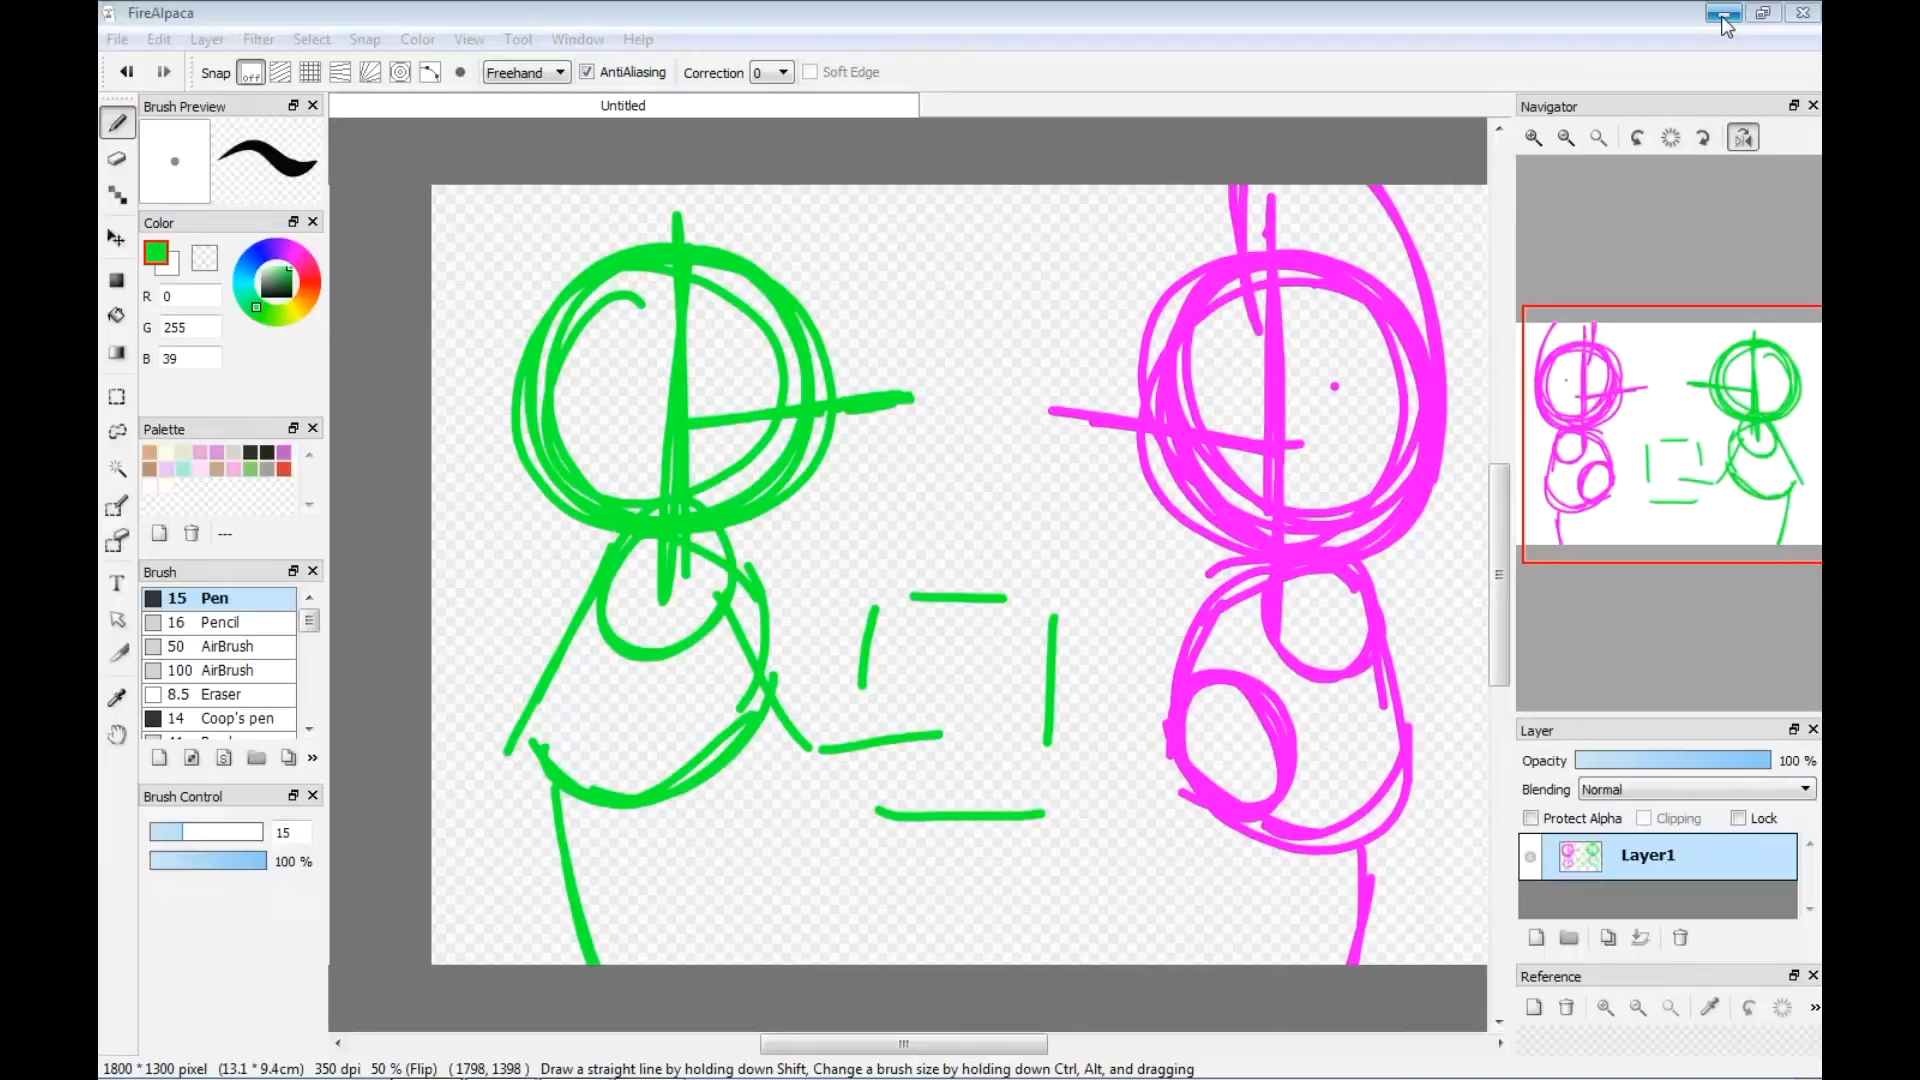 FireAlpaca
File Edit Layer Filter Select Snap Color View Tool Window Help
Snap off Freehand AntiAliasing Correction 0 Soft Edge
Brush Preview
Untitled
Navigator
Color
R 0
G 255
B 39
Palette
---
Brush
15 Pen
16 Pencil
50 AirBrush
100 AirBrush
8.5 Eraser
14 Coop's pen
S
T
Brush Control
15
100 %
Layer
Opacity 100 %
Blending Normal
Protect Alpha Clipping Lock
Layer1
Reference
1800 * 1300 pixel (13.1 * 9.4cm) 350 dpi 50 % (Flip) ( 1798, 1398 ) Draw a straight line by holding down Shift, Change a brush size by holding down Ctrl, Alt, and dragging